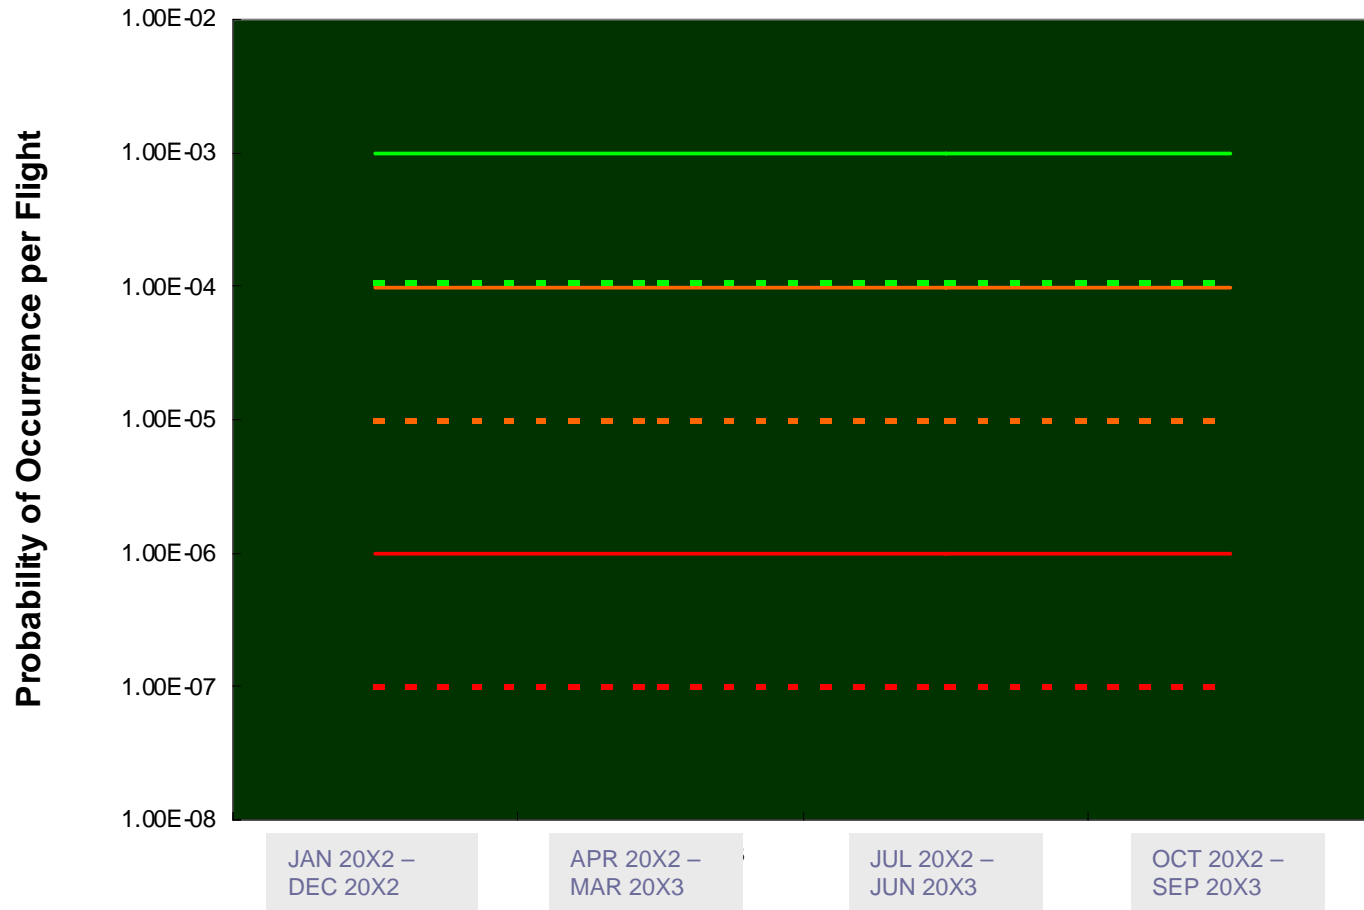 1.00E-02
1.00E-03
1.00E-04
1.00E-05
1.00E-06
1.00E-07
1.00E-08
Probability of Occurrence per Flight
JAN 20X2 –
DEC 20X2
APR 20X2 –
MAR 20X3
JUL 20X2 –
JUN 20X3
OCT 20X2 –
SEP 20X3